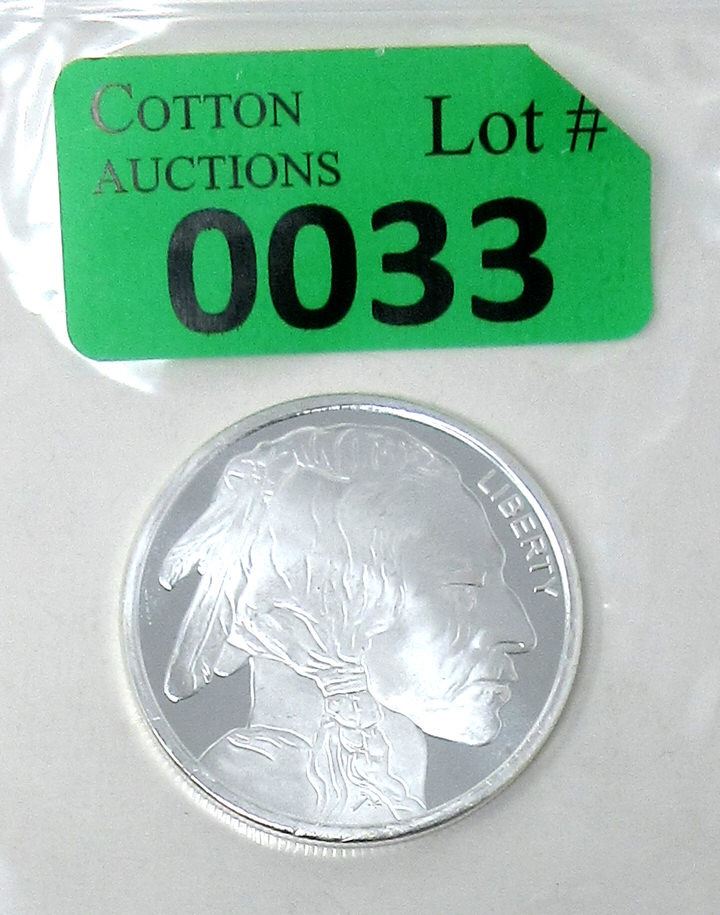 COTTON
AUCTIONS
Lot #
0033
LIBERTY